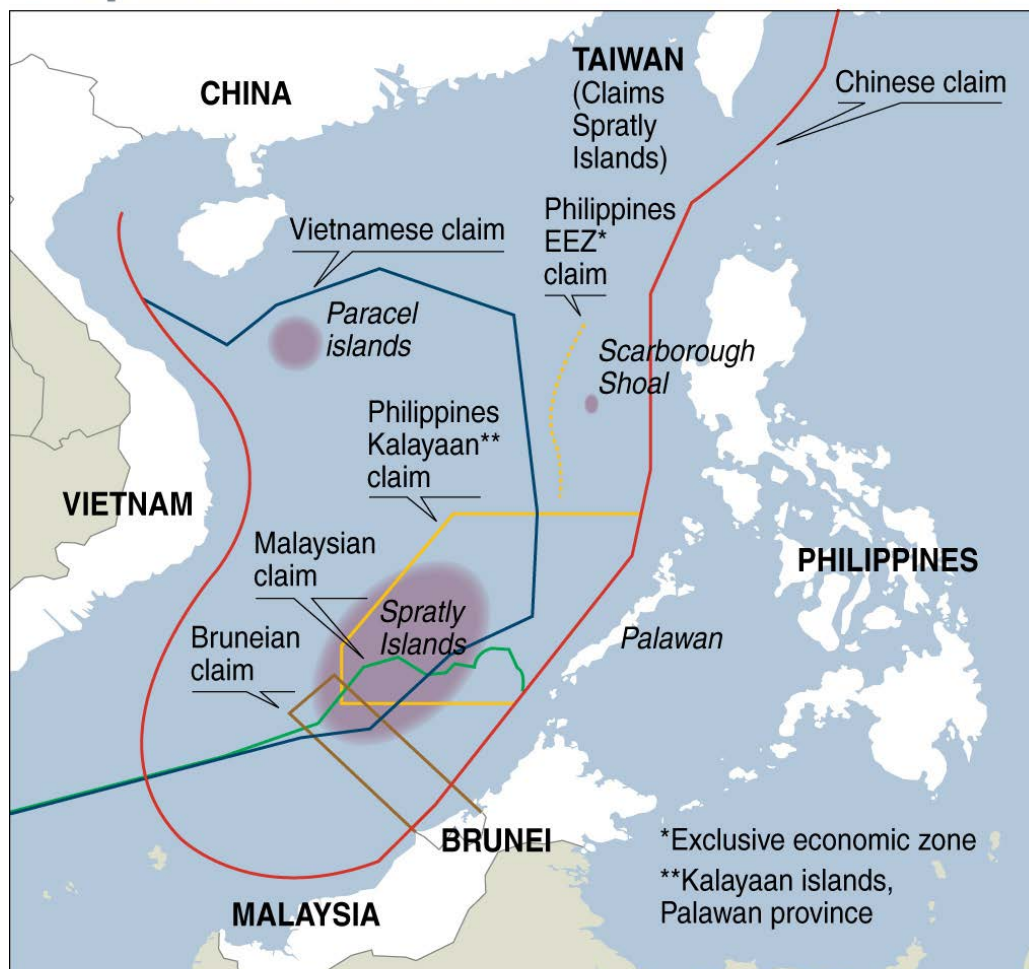 CHINA
TAIWAN
(Claims
Spratly
Islands)
Chinese claim
Vietnamese claim
Philippines
EEZ*
claim
Paracel
islands
Scarborough
Shoal
Philippines
Kalayaan**
claim
VIETNAM
Malaysian
claim
PHILIPPINES
Spratly
Islands
Bruneian
claim
Palawan
BRUNEI
*Exclusive economic zone
**Kalayaan islands,
Palawan province
MALAYSIA